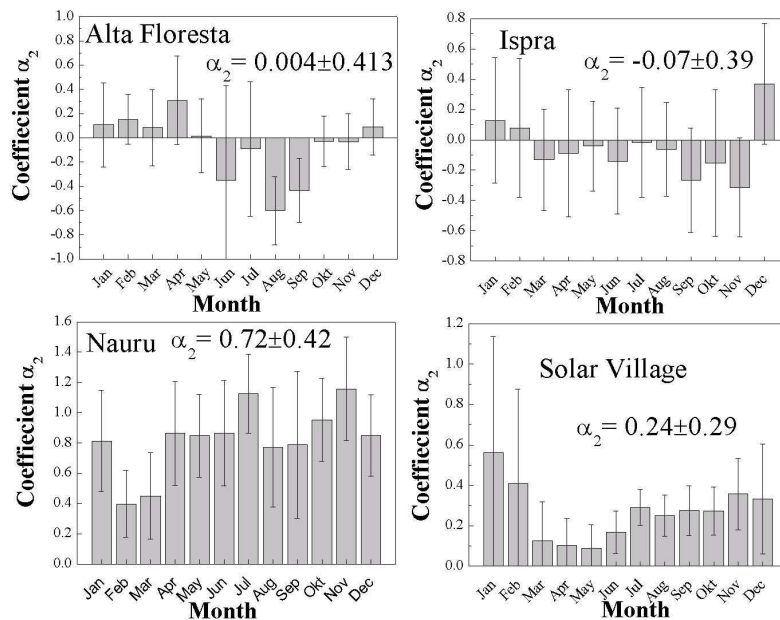 Alta Floresta
α₂= 0.004±0.413
Coeffiecient α₂
1.0
0.8
0.6
0.4
0.2
0.0
-0.2
-0.4
-0.6
-0.8
-1.0
Jan Feb Mar Apr May Jun Jul Aug Sep Okt Nov Dec
Month
Ispra
α₂= -0.07±0.39
Coeffiecient α₂
0.8
0.6
0.4
0.2
0.0
-0.2
-0.4
-0.6
-0.8
Jan Feb Mar Apr May Jun Jul Aug Sep Okt Nov Dec
Month
Nauru α₂= 0.72±0.42
Coeffiecient α₂
1.6
1.4
1.2
1.0
0.8
0.6
0.4
0.2
0.0
Jan Feb Mar Apr May Jun Jul Aug Sep Okt Nov Dec
Month
Solar Village
α₂= 0.24±0.29
Coeffiecient α₂
1.2
1.0
0.8
0.6
0.4
0.2
0.0
Jan Feb Mar Apr May Jun Jul Aug Sep Okt Nov Dec
Month